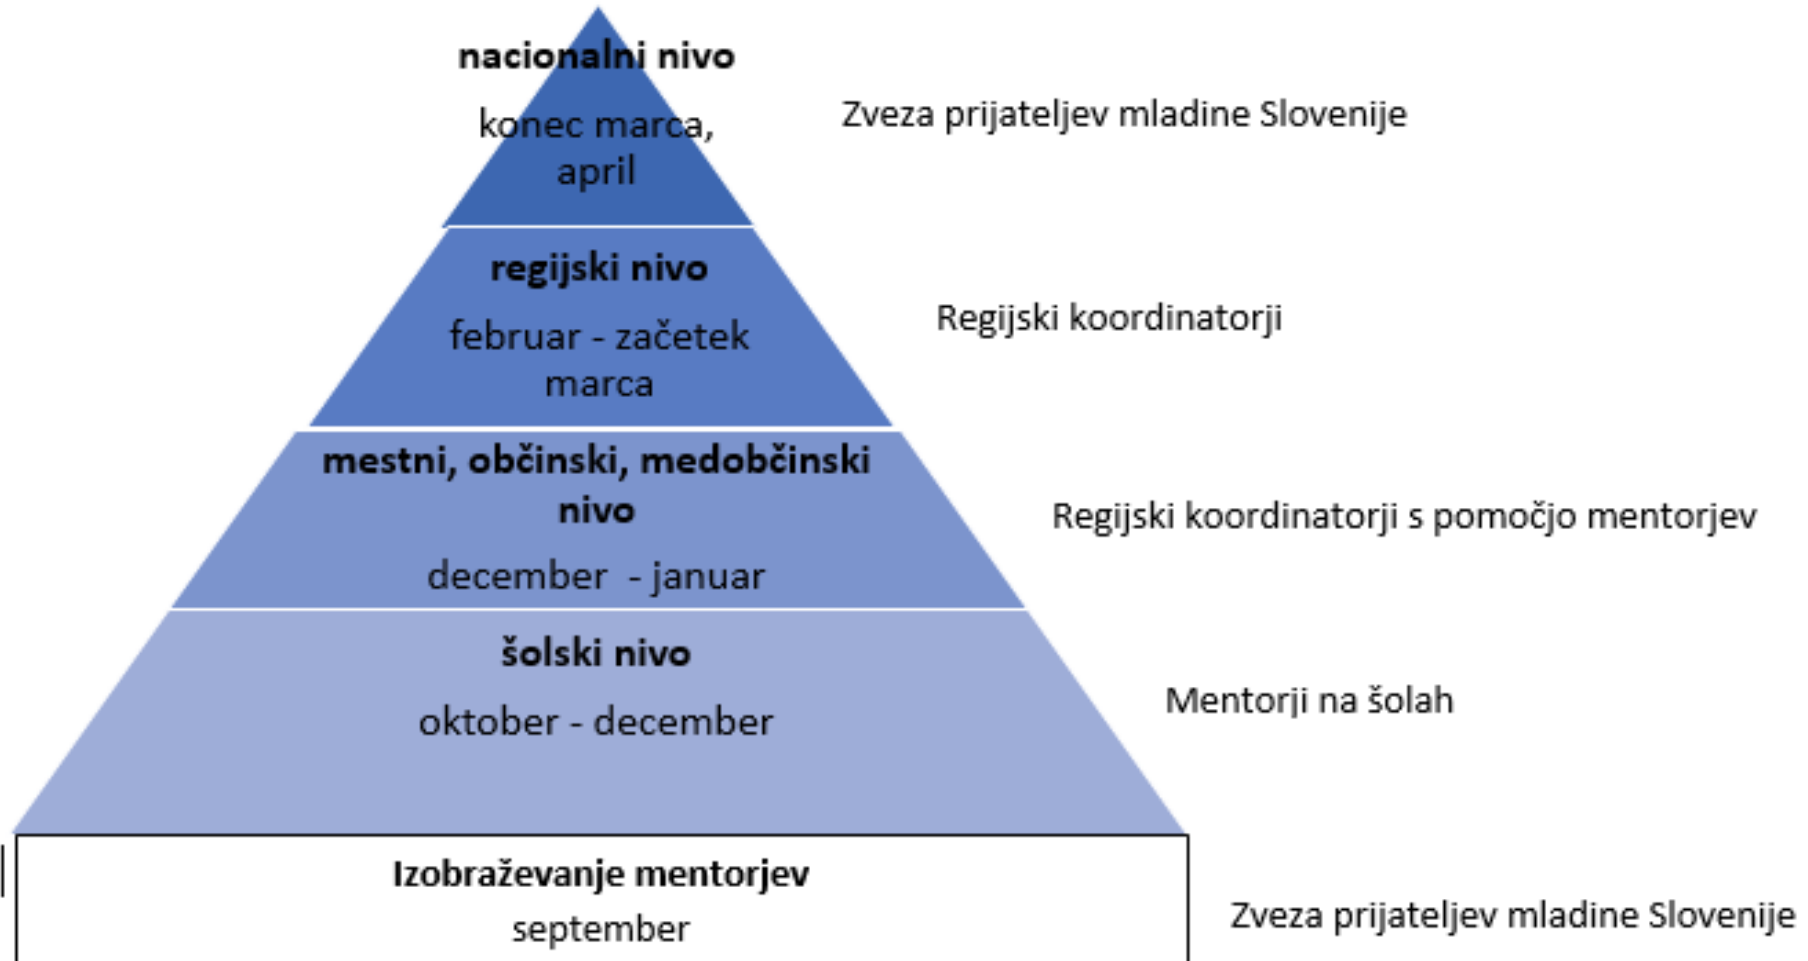 nacionalni nivo
konec marca,
april
Zveza prijateljev mladine Slovenije
regijski nivo
februar - začetek
marca
Regijski koordinatorji
mestni, občinski, medobčinski
nivo
december - januar
Regijski koordinatorji s pomočjo mentorjev
šolski nivo
oktober - december
Mentorji na šolah
Izobraževanje mentorjev
september
Zveza prijateljev mladine Slovenije